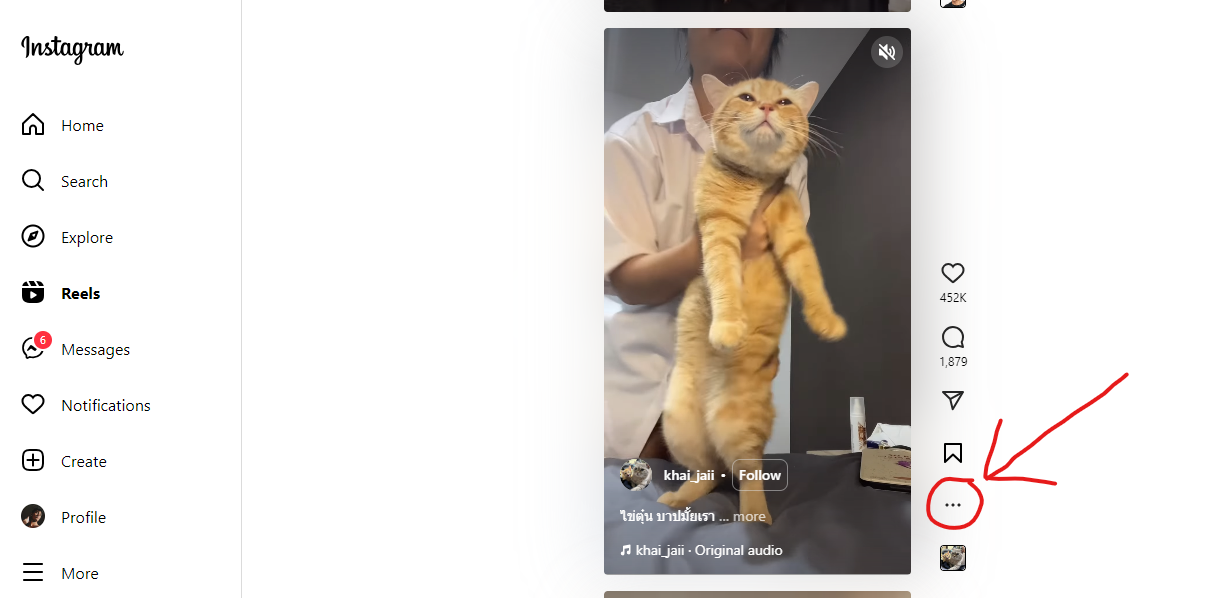 Instagram
Home
Search
Explore
Reels
6
Messages
Notifications
Create
Profile
More
452K
1,879
khai_jaii • Follow
ไข่ตุ๋น บาปมั้ยเรา ... more
khai_jaii · Original audio